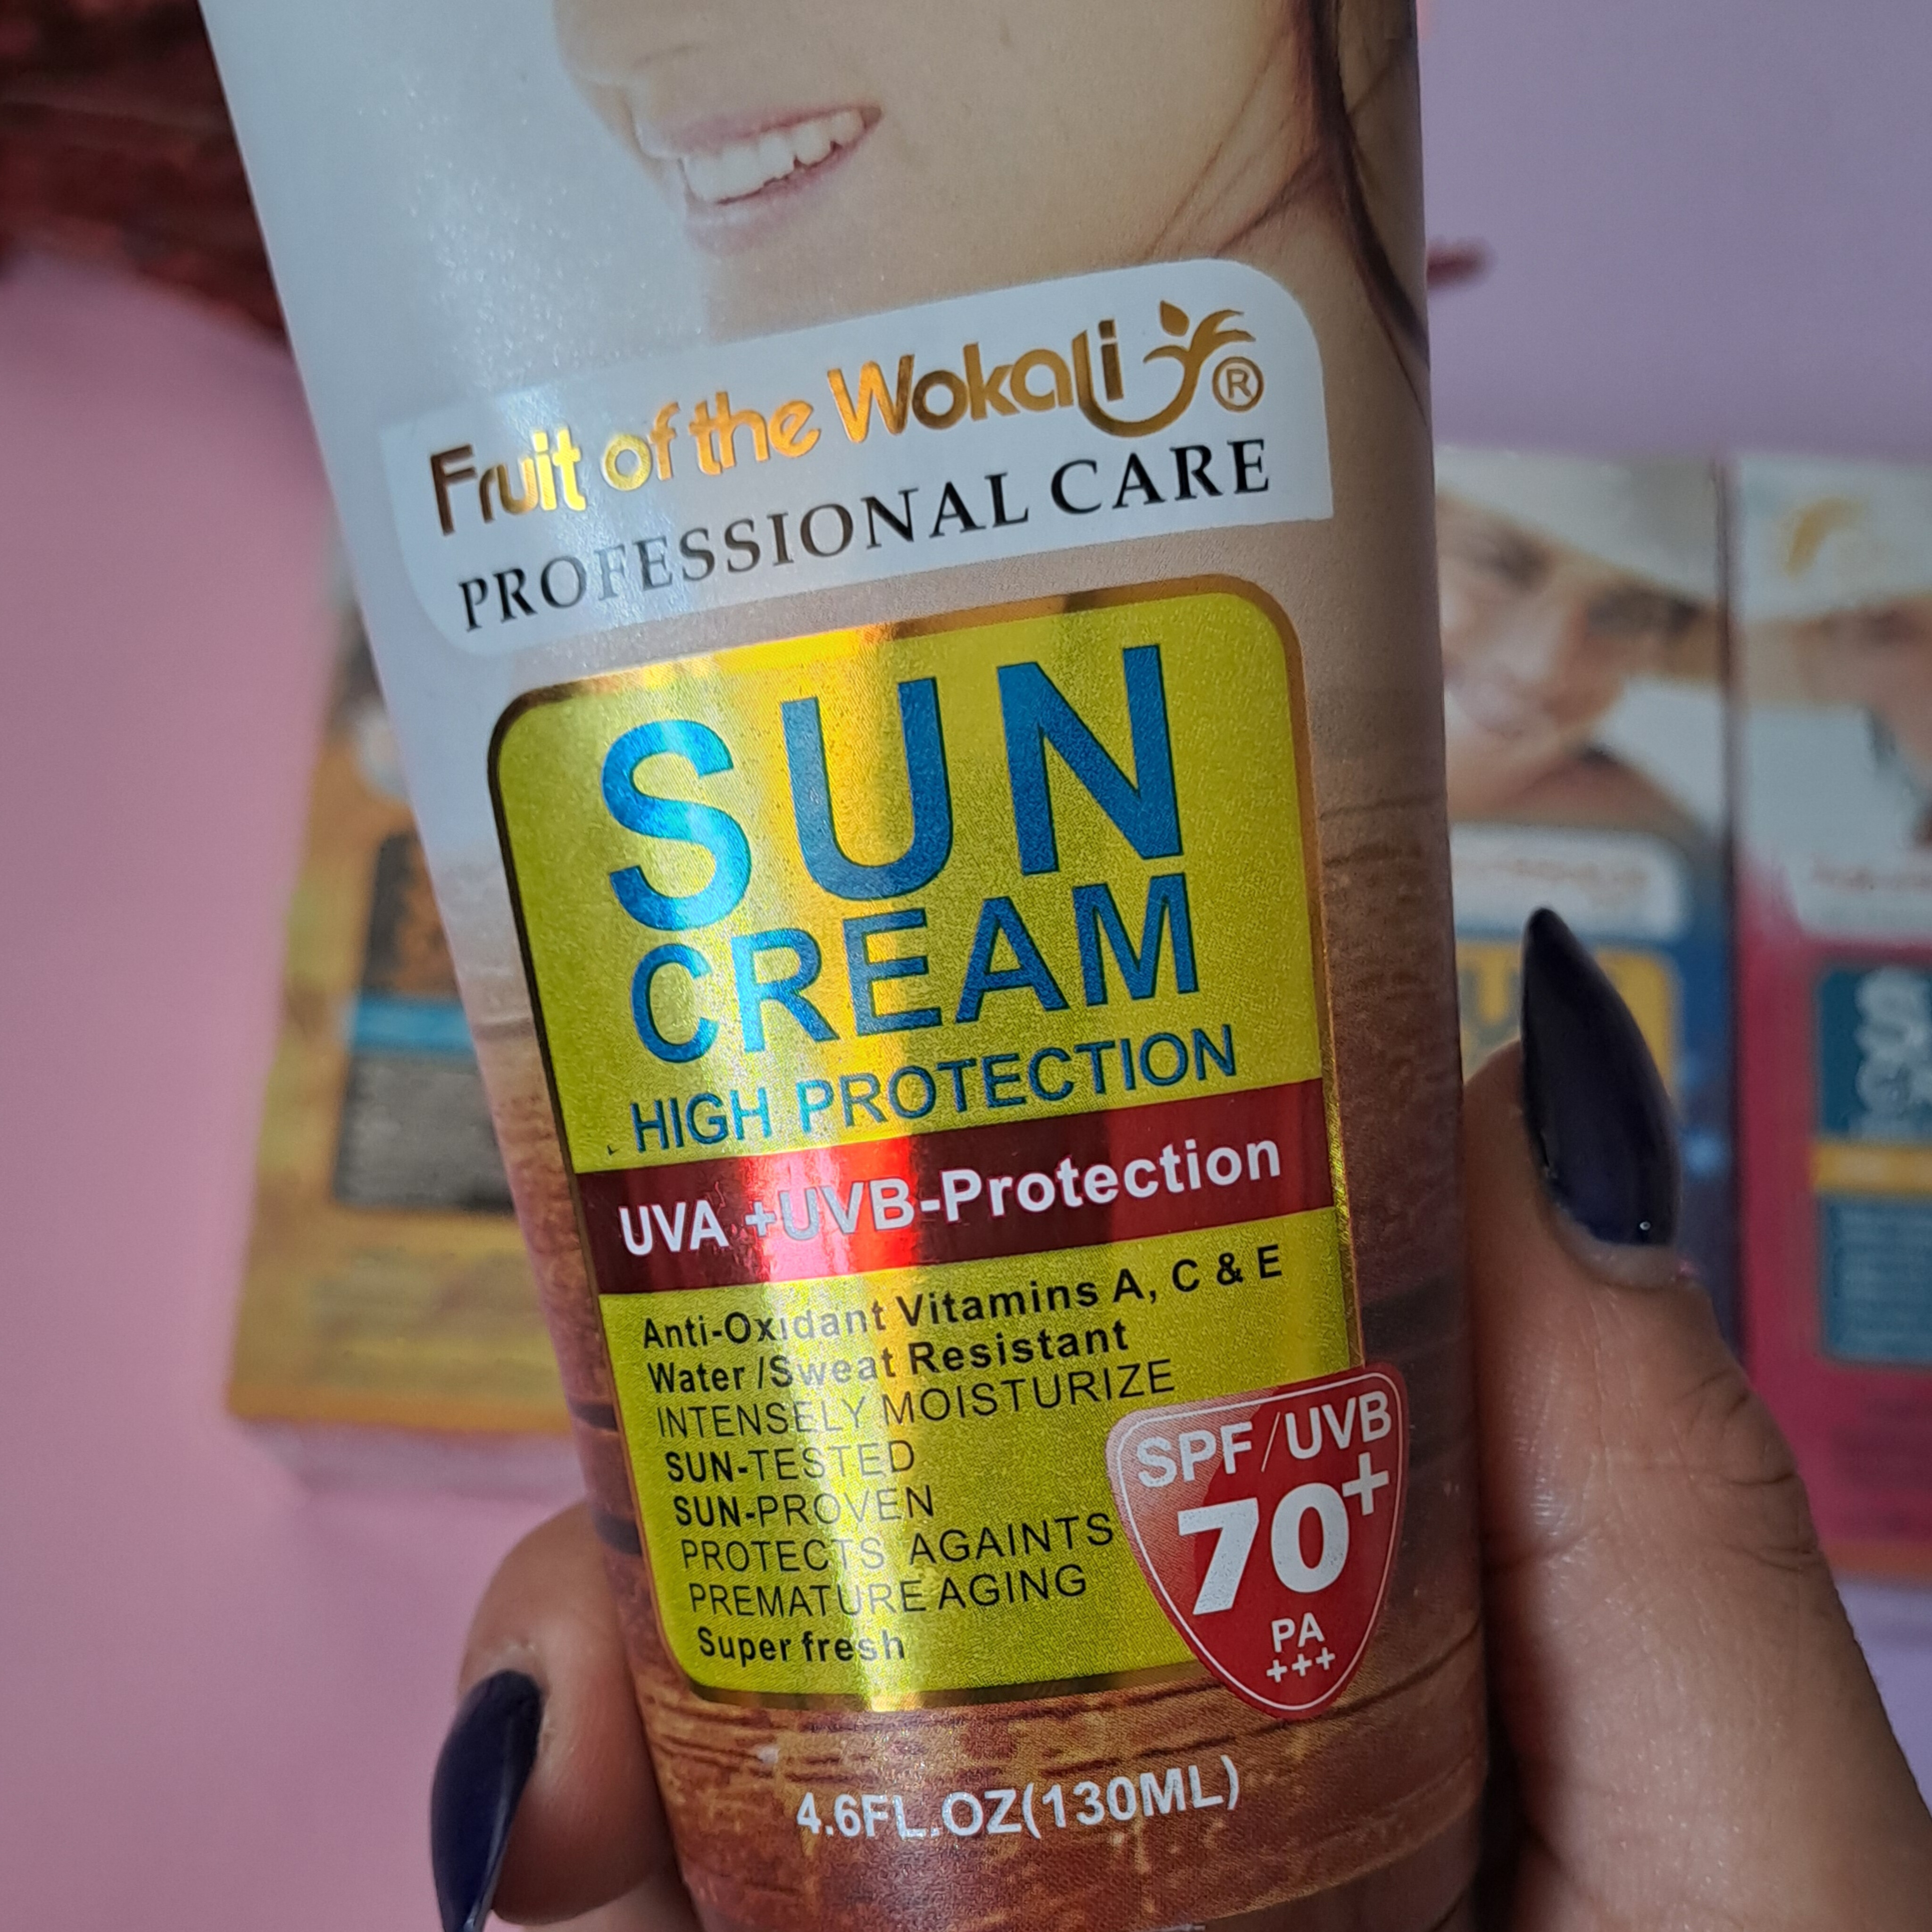 Fruit of the Wokali ®
PROFESSIONAL CARE
SUN
CREAM
HIGH PROTECTION
UVA +UVB-Protection
Anti-Oxidant Vitamins A, C & E
Water /Sweat Resistant
INTENSELY MOISTURIZE
SUN-TESTED
SUN-PROVEN
PROTECTS AGAINTS
PREMATURE AGING
Super fresh
SPF/UVB
70+
PA
+++
4.6FL.OZ(130ML)